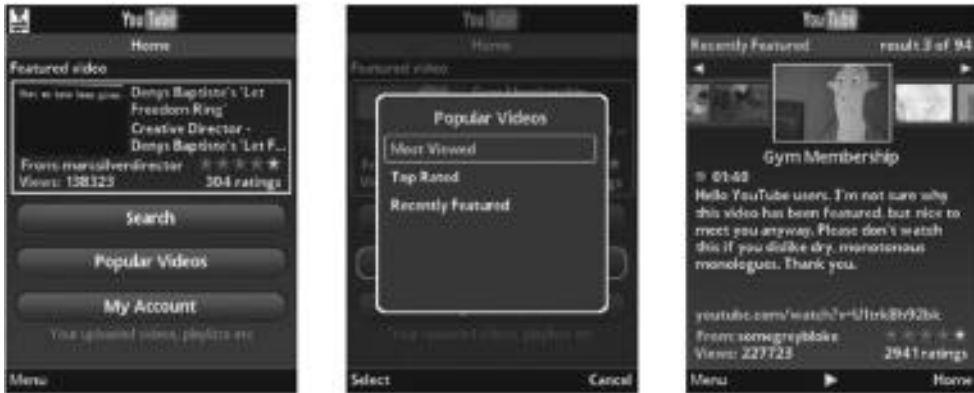 YouTube
Home
Featured video
Denys Baptiste's 'Let
Freedom Ring'
Creative Director -
Denys Baptiste's 'Let F...
From: marcsilverdirector
Views: 138323 304 ratings
Search
Popular Videos
My Account
Your uploaded videos, playlists etc
Menu
YouTube
Home
Featured video
Popular Videos
Most Viewed
Top Rated
Recently Featured
Select Cancel
YouTube
Recently Featured result 3 of 94
Gym Membership
01:40
Hello YouTube users. I'm not sure why
this video has been featured, but nice to
meet you anyway. Please don't watch
this if you dislike dry, monotonous
monologues. Thank you.
From: somegreybloke
Views: 227723 2941 ratings
Menu Home